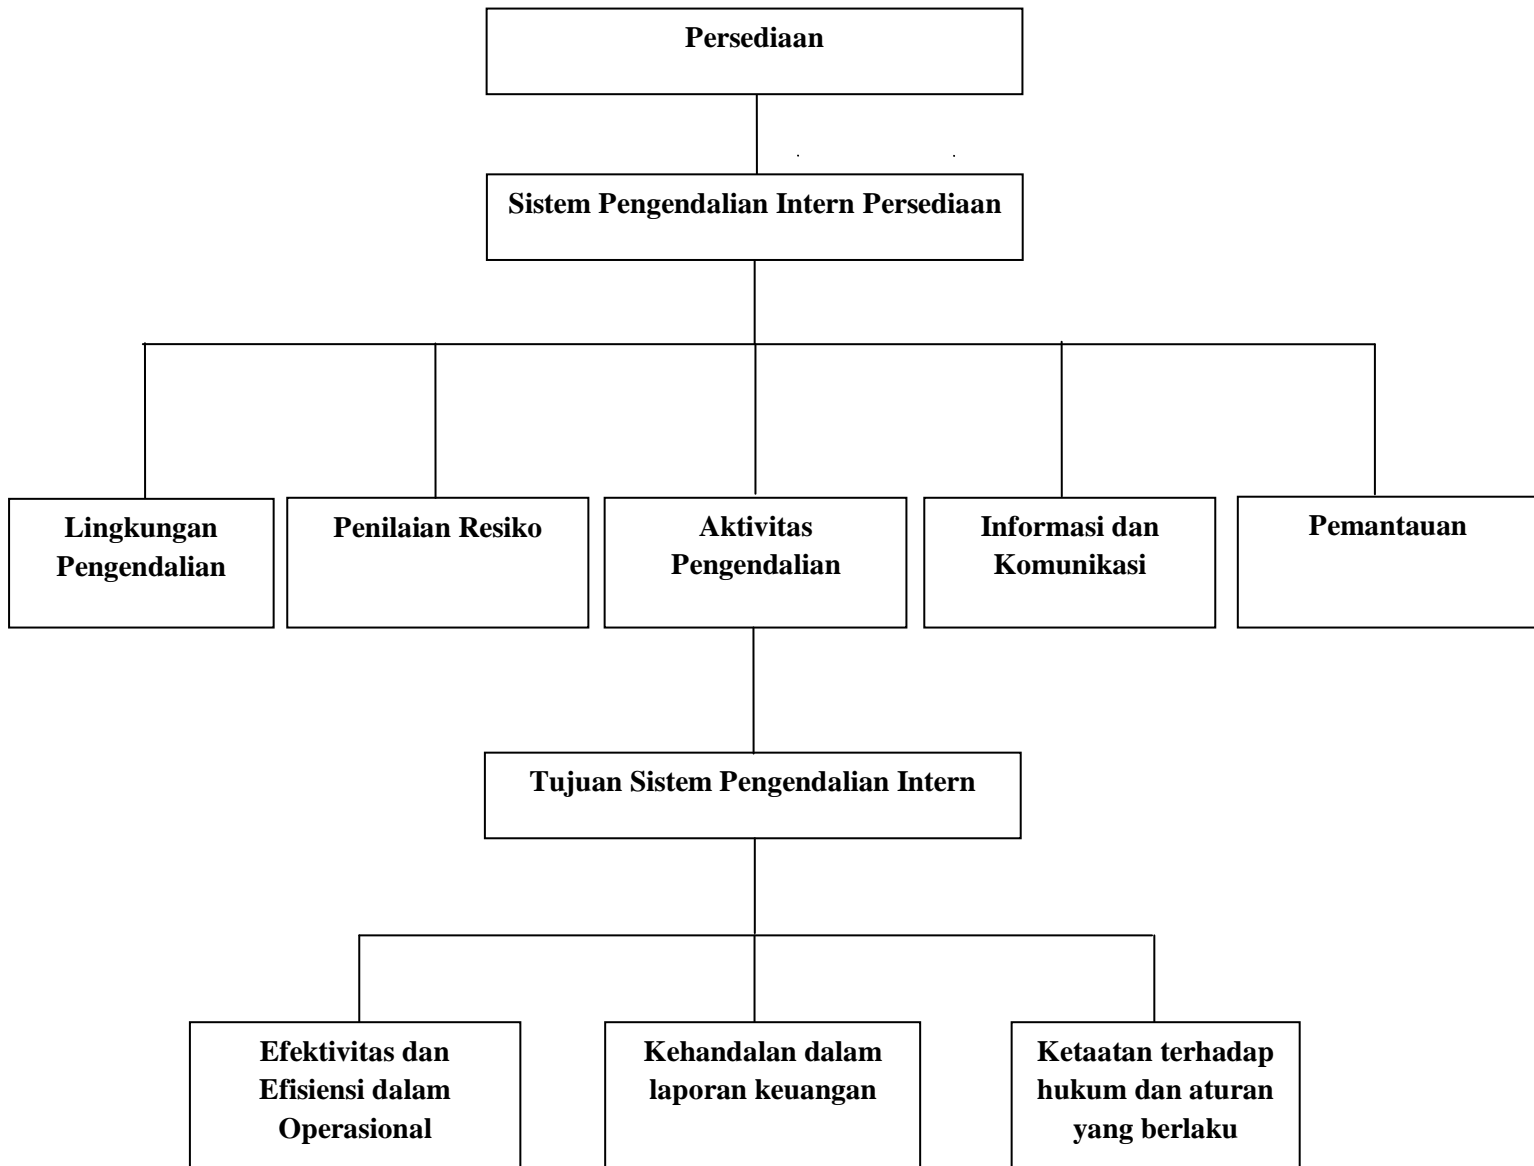 Persediaan
Sistem Pengendalian Intern Persediaan
Lingkungan
Pengendalian
Penilaian Resiko
Aktivitas
Pengendalian
Informasi dan
Komunikasi
Pemantauan
Tujuan Sistem Pengendalian Intern
Efektivitas dan
Efisiensi dalam
Operasional
Kehandalan dalam
laporan keuangan
Ketaatan terhadap
hukum dan aturan
yang berlaku